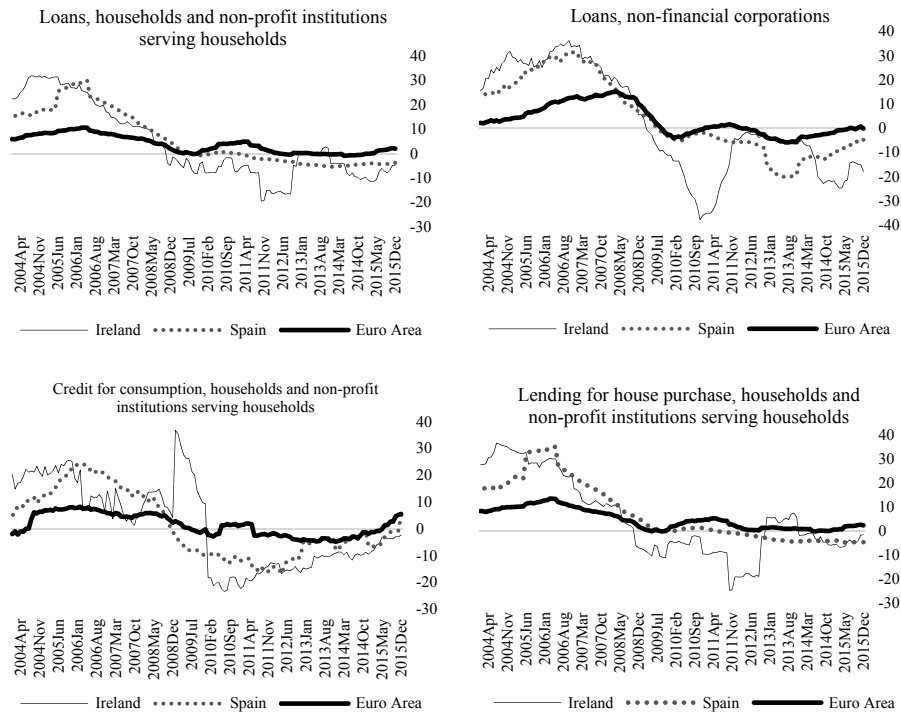 Loans, households and non-profit institutions
serving households
40
30
20
10
0
-10
-20
-30
2004Apr
2004Nov
2005Jun
2006Jan
2006Aug
2007Mar
2007Oct
2008May
2008Dec
2009Jul
2010Feb
2010Sep
2011Apr
2011Nov
2012Jun
2013Jan
2013Aug
2014Mar
2014Oct
2015May
2015Dec
Ireland Spain Euro Area
Loans, non-financial corporations
40
30
20
10
0
-10
-20
-30
-40
2004Apr
2004Nov
2005Jun
2006Jan
2006Aug
2007Mar
2007Oct
2008May
2008Dec
2009Jul
2010Feb
2010Sep
2011Apr
2011Nov
2012Jun
2013Jan
2013Aug
2014Mar
2014Oct
2015May
2015Dec
Ireland Spain Euro Area
Credit for consumption, households and non-profit
institutions serving households
40
30
20
10
0
-10
-20
-30
2004Apr
2004Nov
2005Jun
2006Jan
2006Aug
2007Mar
2007Oct
2008May
2008Dec
2009Jul
2010Feb
2010Sep
2011Apr
2011Nov
2012Jun
2013Jan
2013Aug
2014Mar
2014Oct
2015May
2015Dec
Ireland Spain Euro Area
Lending for house purchase, households and
non-profit institutions serving households
40
30
20
10
0
-10
-20
-30
2004Apr
2004Nov
2005Jun
2006Jan
2006Aug
2007Mar
2007Oct
2008May
2008Dec
2009Jul
2010Feb
2010Sep
2011Apr
2011Nov
2012Jun
2013Jan
2013Aug
2014Mar
2014Oct
2015May
2015Dec
Ireland Spain Euro Area